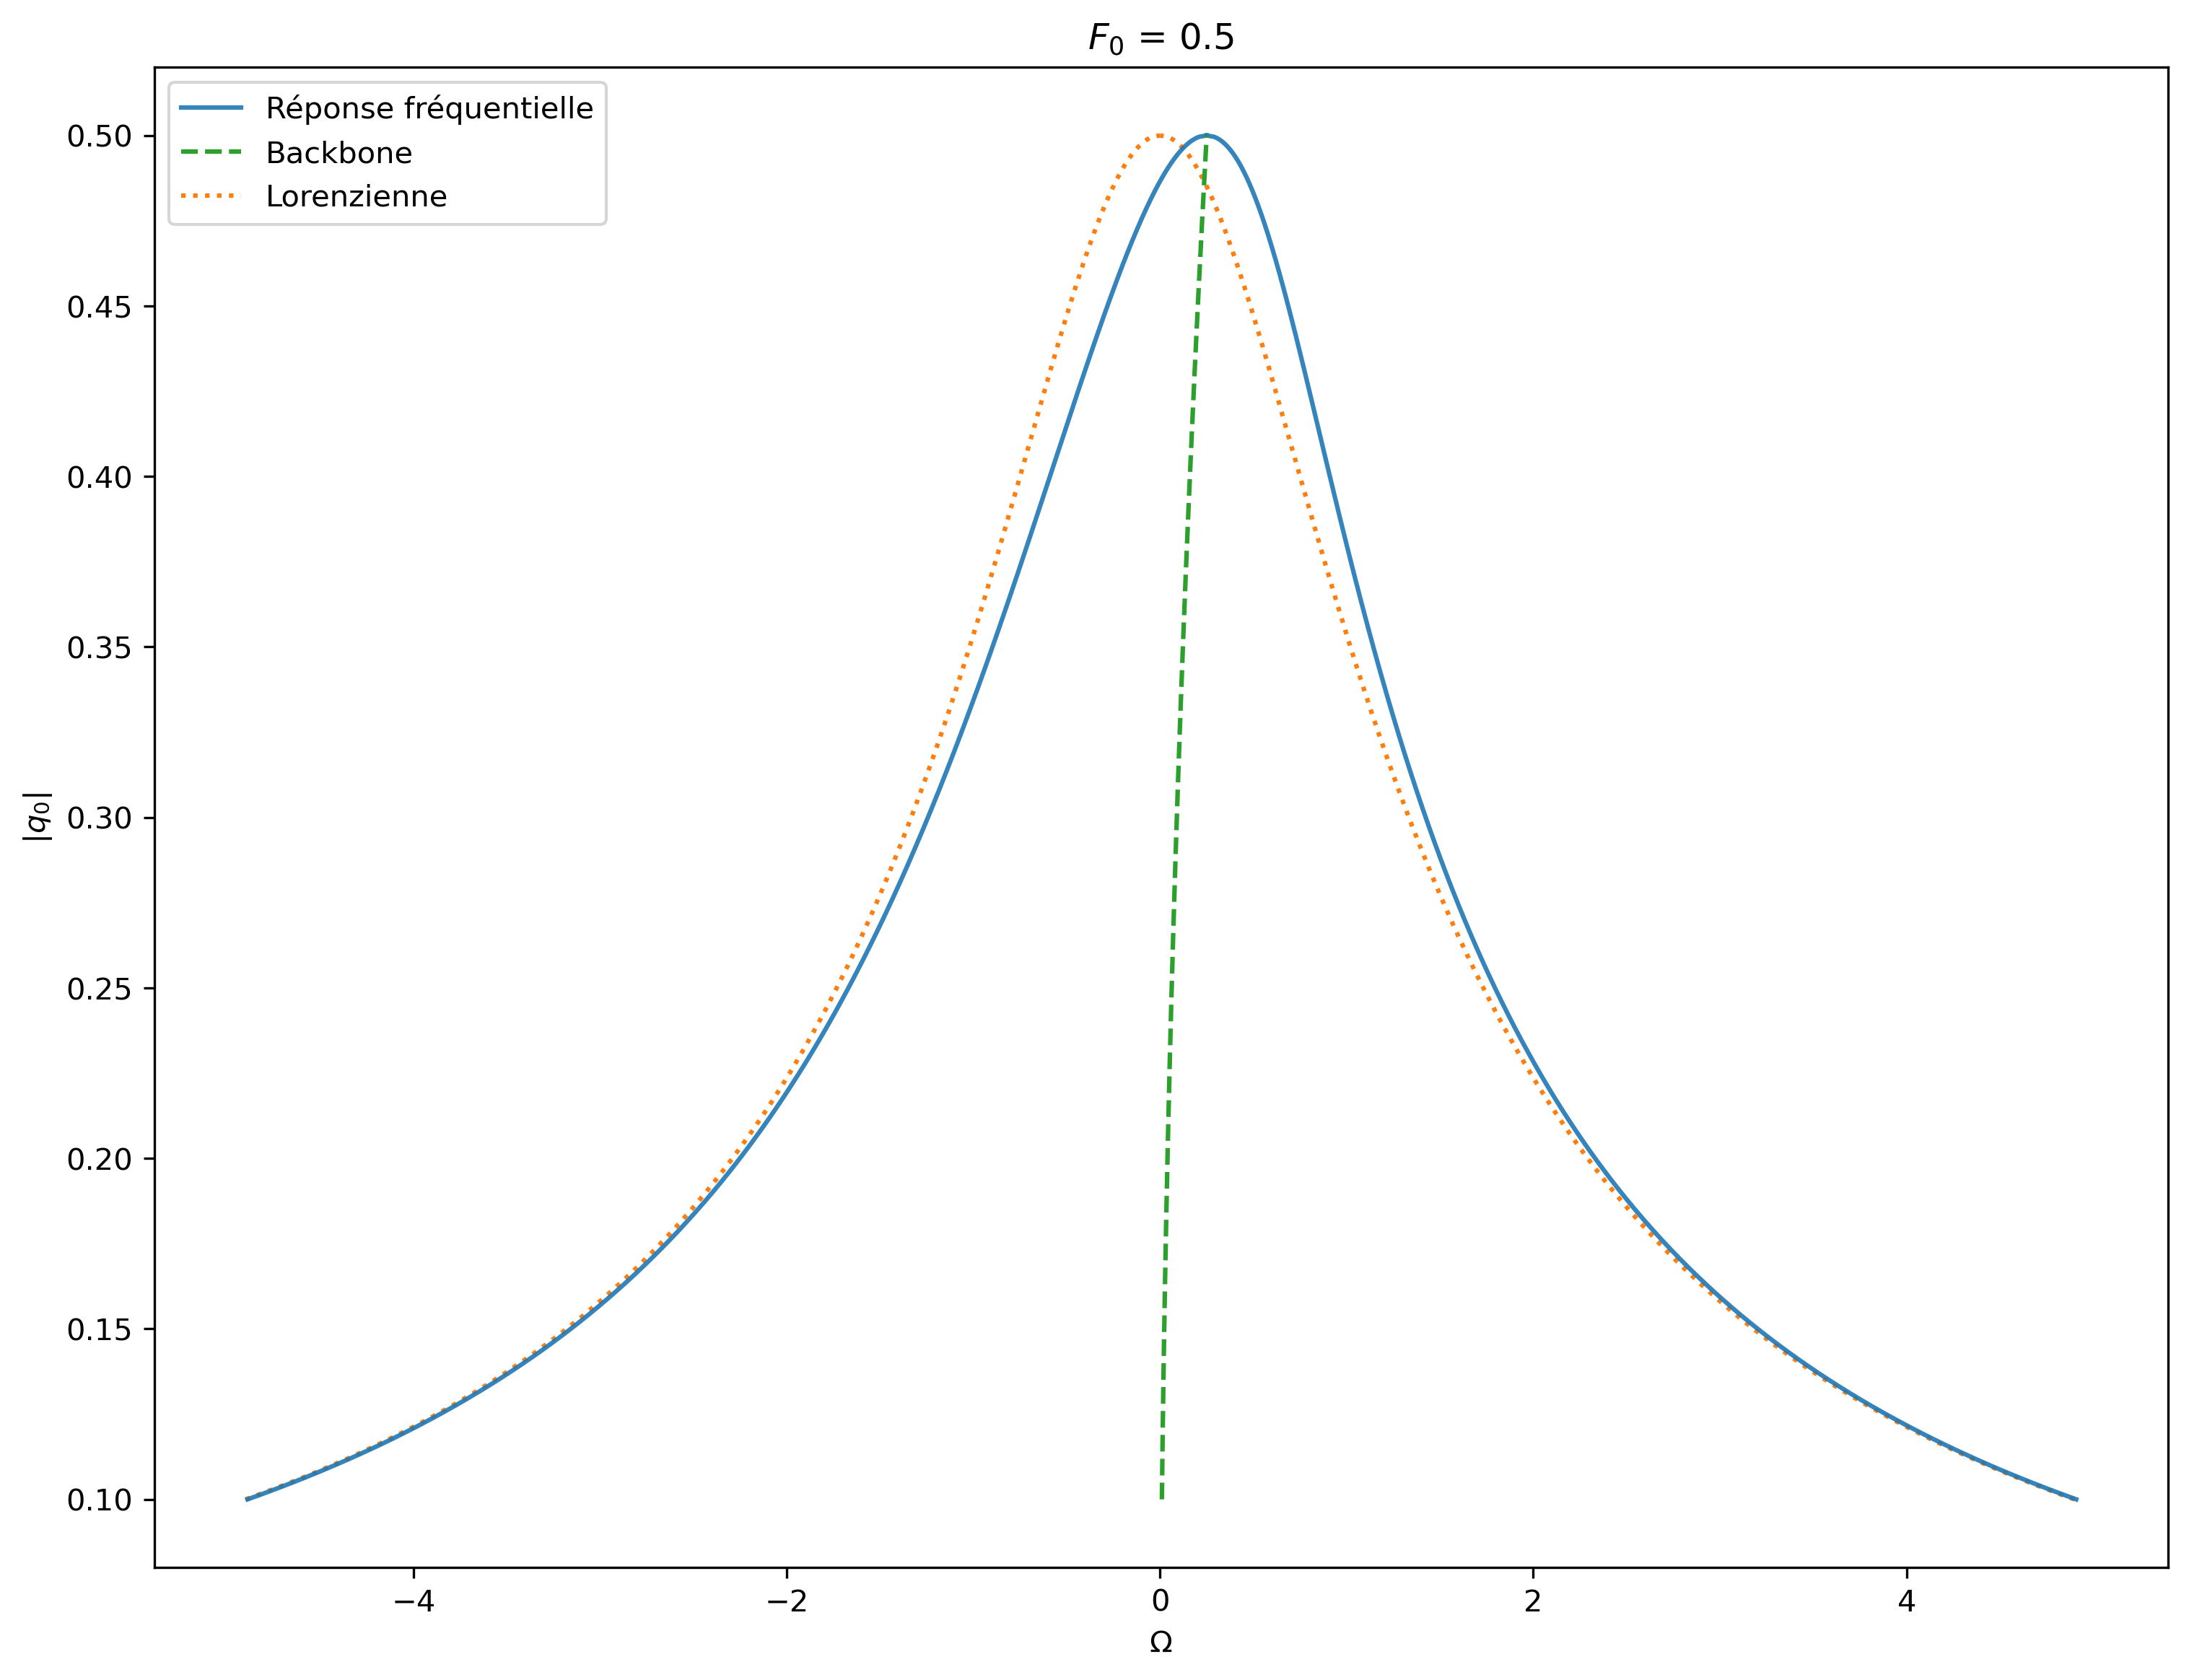 F₀ = 0.5
Réponse fréquentielle
Backbone
Lorenzienne
|q₀|
0.50
0.45
0.40
0.35
0.30
0.25
0.20
0.15
0.10
−4 −2 0 2 4
Ω